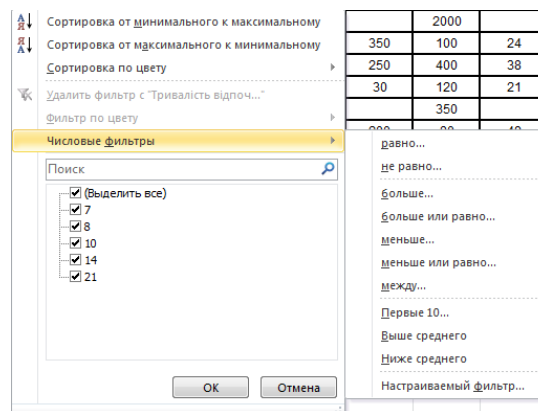 Сортировка от минимального к максимальному
Сортировка от максимального к минимальному
Сортировка по цвету
Удалить фильтр с "Тривалість відпоч..."
Фильтр по цвету
Числовые фильтры
Поиск
(Выделить все)
7
8
10
14
21
ОК Отмена
2000
350 100 24
250 400 38
30 120 21
350
равно...
не равно...
больше...
больше или равно...
меньше...
меньше или равно...
между...
Первые 10...
Выше среднего
Ниже среднего
Настраиваемый фильтр...